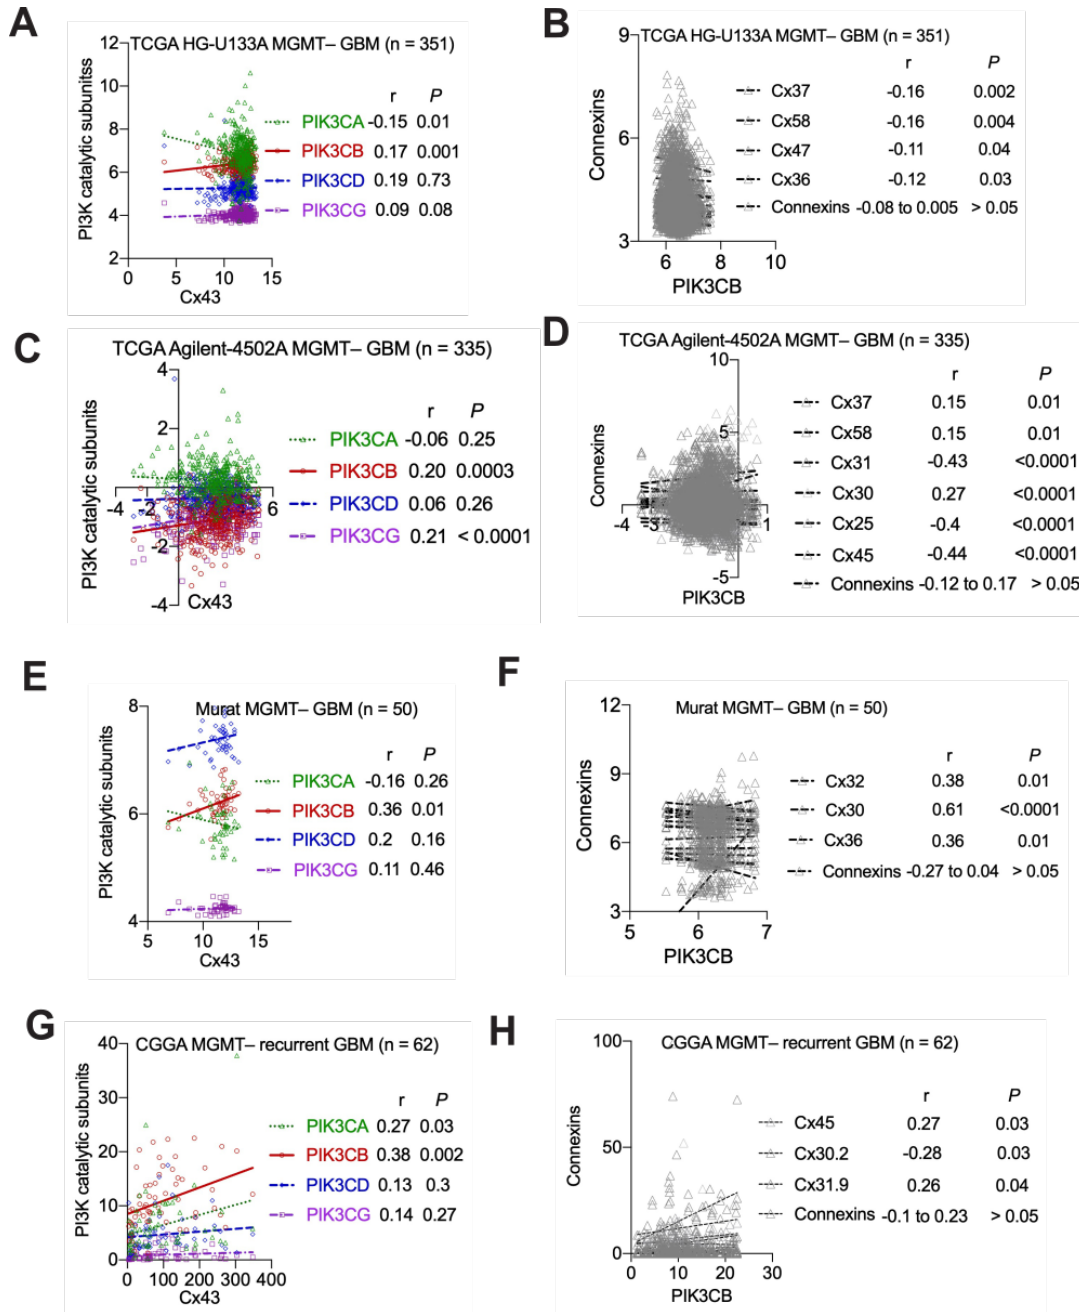 A
TCGA HG-U133A MGMT– GBM (n = 351)
PI3K catalytic subunitss
12
10
8
6
4
2
0 5 10 15
Cx43
r P
PIK3CA -0.15 0.01
PIK3CB 0.17 0.001
PIK3CD 0.19 0.73
PIK3CG 0.09 0.08
B
TCGA HG-U133A MGMT– GBM (n = 351)
Connexins
9
6
3
6 8 10
PIK3CB
r P
Cx37 -0.16 0.002
Cx58 -0.16 0.004
Cx47 -0.11 0.04
Cx36 -0.12 0.03
Connexins -0.08 to 0.005 > 0.05
C
TCGA Agilent-4502A MGMT– GBM (n = 335)
PI3K catalytic subunits
4
2
-2
-4
-4 -2 6
Cx43
r P
PIK3CA -0.06 0.25
PIK3CB 0.20 0.0003
PIK3CD 0.06 0.26
PIK3CG 0.21 < 0.0001
D
TCGA Agilent-4502A MGMT– GBM (n = 335)
Connexins
10
5
-5
-4 -3 1
PIK3CB
r P
Cx37 0.15 0.01
Cx58 0.15 0.01
Cx31 -0.43 <0.0001
Cx30 0.27 <0.0001
Cx25 -0.4 <0.0001
Cx45 -0.44 <0.0001
Connexins -0.12 to 0.17 > 0.05
E
Murat MGMT– GBM (n = 50)
PI3K catalytic subunits
8
6
4
5 10 15
Cx43
r P
PIK3CA -0.16 0.26
PIK3CB 0.36 0.01
PIK3CD 0.2 0.16
PIK3CG 0.11 0.46
F
Murat MGMT– GBM (n = 50)
Connexins
12
9
6
3
5 6 7
PIK3CB
r P
Cx32 0.38 0.01
Cx30 0.61 <0.0001
Cx36 0.36 0.01
Connexins -0.27 to 0.04 > 0.05
G
CGGA MGMT– recurrent GBM (n = 62)
PI3K catalytic subunits
40
30
20
10
0
0 100 200 300 400
Cx43
r P
PIK3CA 0.27 0.03
PIK3CB 0.38 0.002
PIK3CD 0.13 0.3
PIK3CG 0.14 0.27
H
CGGA MGMT– recurrent GBM (n = 62)
Connexins
100
50
0
0 10 20 30
PIK3CB
r P
Cx45 0.27 0.03
Cx30.2 -0.28 0.03
Cx31.9 0.26 0.04
Connexins -0.1 to 0.23 > 0.05